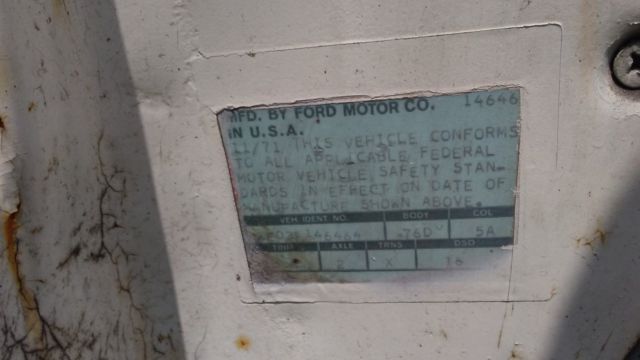 MFD. BY FORD MOTOR CO. 14646
IN U.S.A.
11/71 THIS VEHICLE CONFORMS
TO ALL APPLICABLE FEDERAL
MOTOR VEHICLE SAFETY STAN-
DARDS IN EFFECT ON DATE OF
MANUFACTURE SHOWN ABOVE.
VEH IDENT NO. BODY COL
76D 5A
TRIM AXLE TRNS DSO
2 X 16